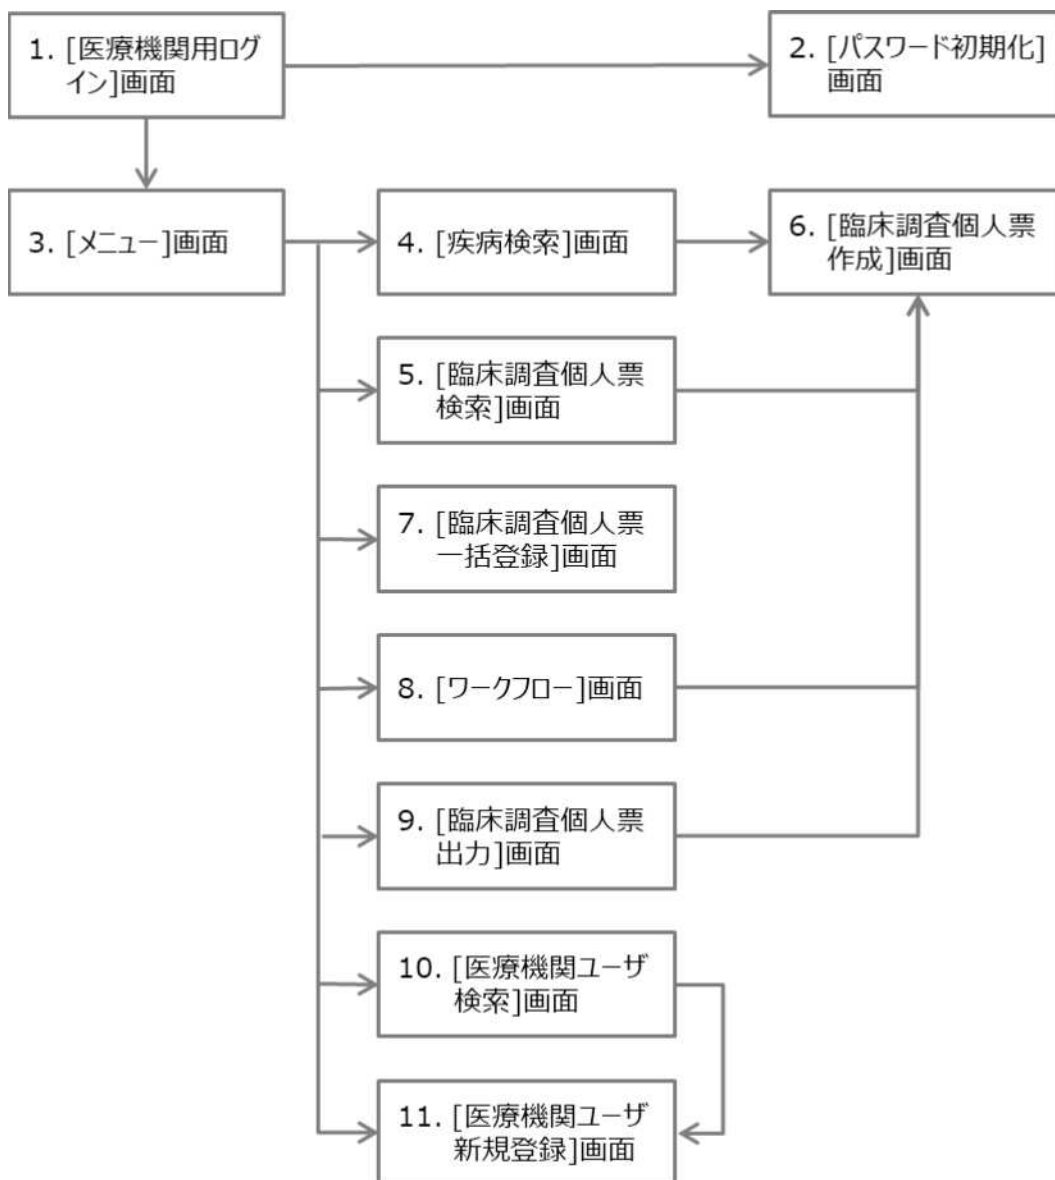 1. [医療機関用ログ
イン]画面
2. [パスワード初期化]
画面
3. [メニュー]画面
4. [疾病検索]画面
6. [臨床調査個人票
作成]画面
5. [臨床調査個人票
検索]画面
7. [臨床調査個人票
一括登録]画面
8. [ワークフロー]画面
9. [臨床調査個人票
出力]画面
10. [医療機関ユーザ
検索]画面
11. [医療機関ユーザ
新規登録]画面